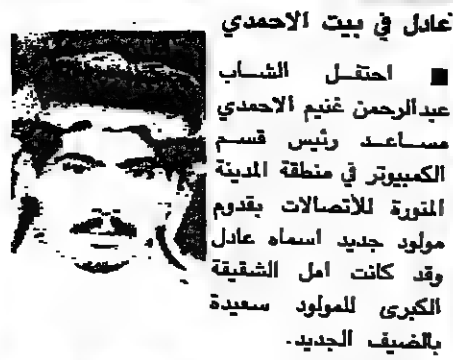 عادل في بيت الاحمدي
■ احتفل الشاب
عبدالرحمن غنيم الاحمدي
مساعد رئيس قسم
الكمبيوتر في منطقة المدينة
المنورة للأتصالات بقدوم
مولود جديد اسماه عادل
وقد كانت امل الشقيقة
الكبرى للمولود سعيدة
بالضيف الجديد.